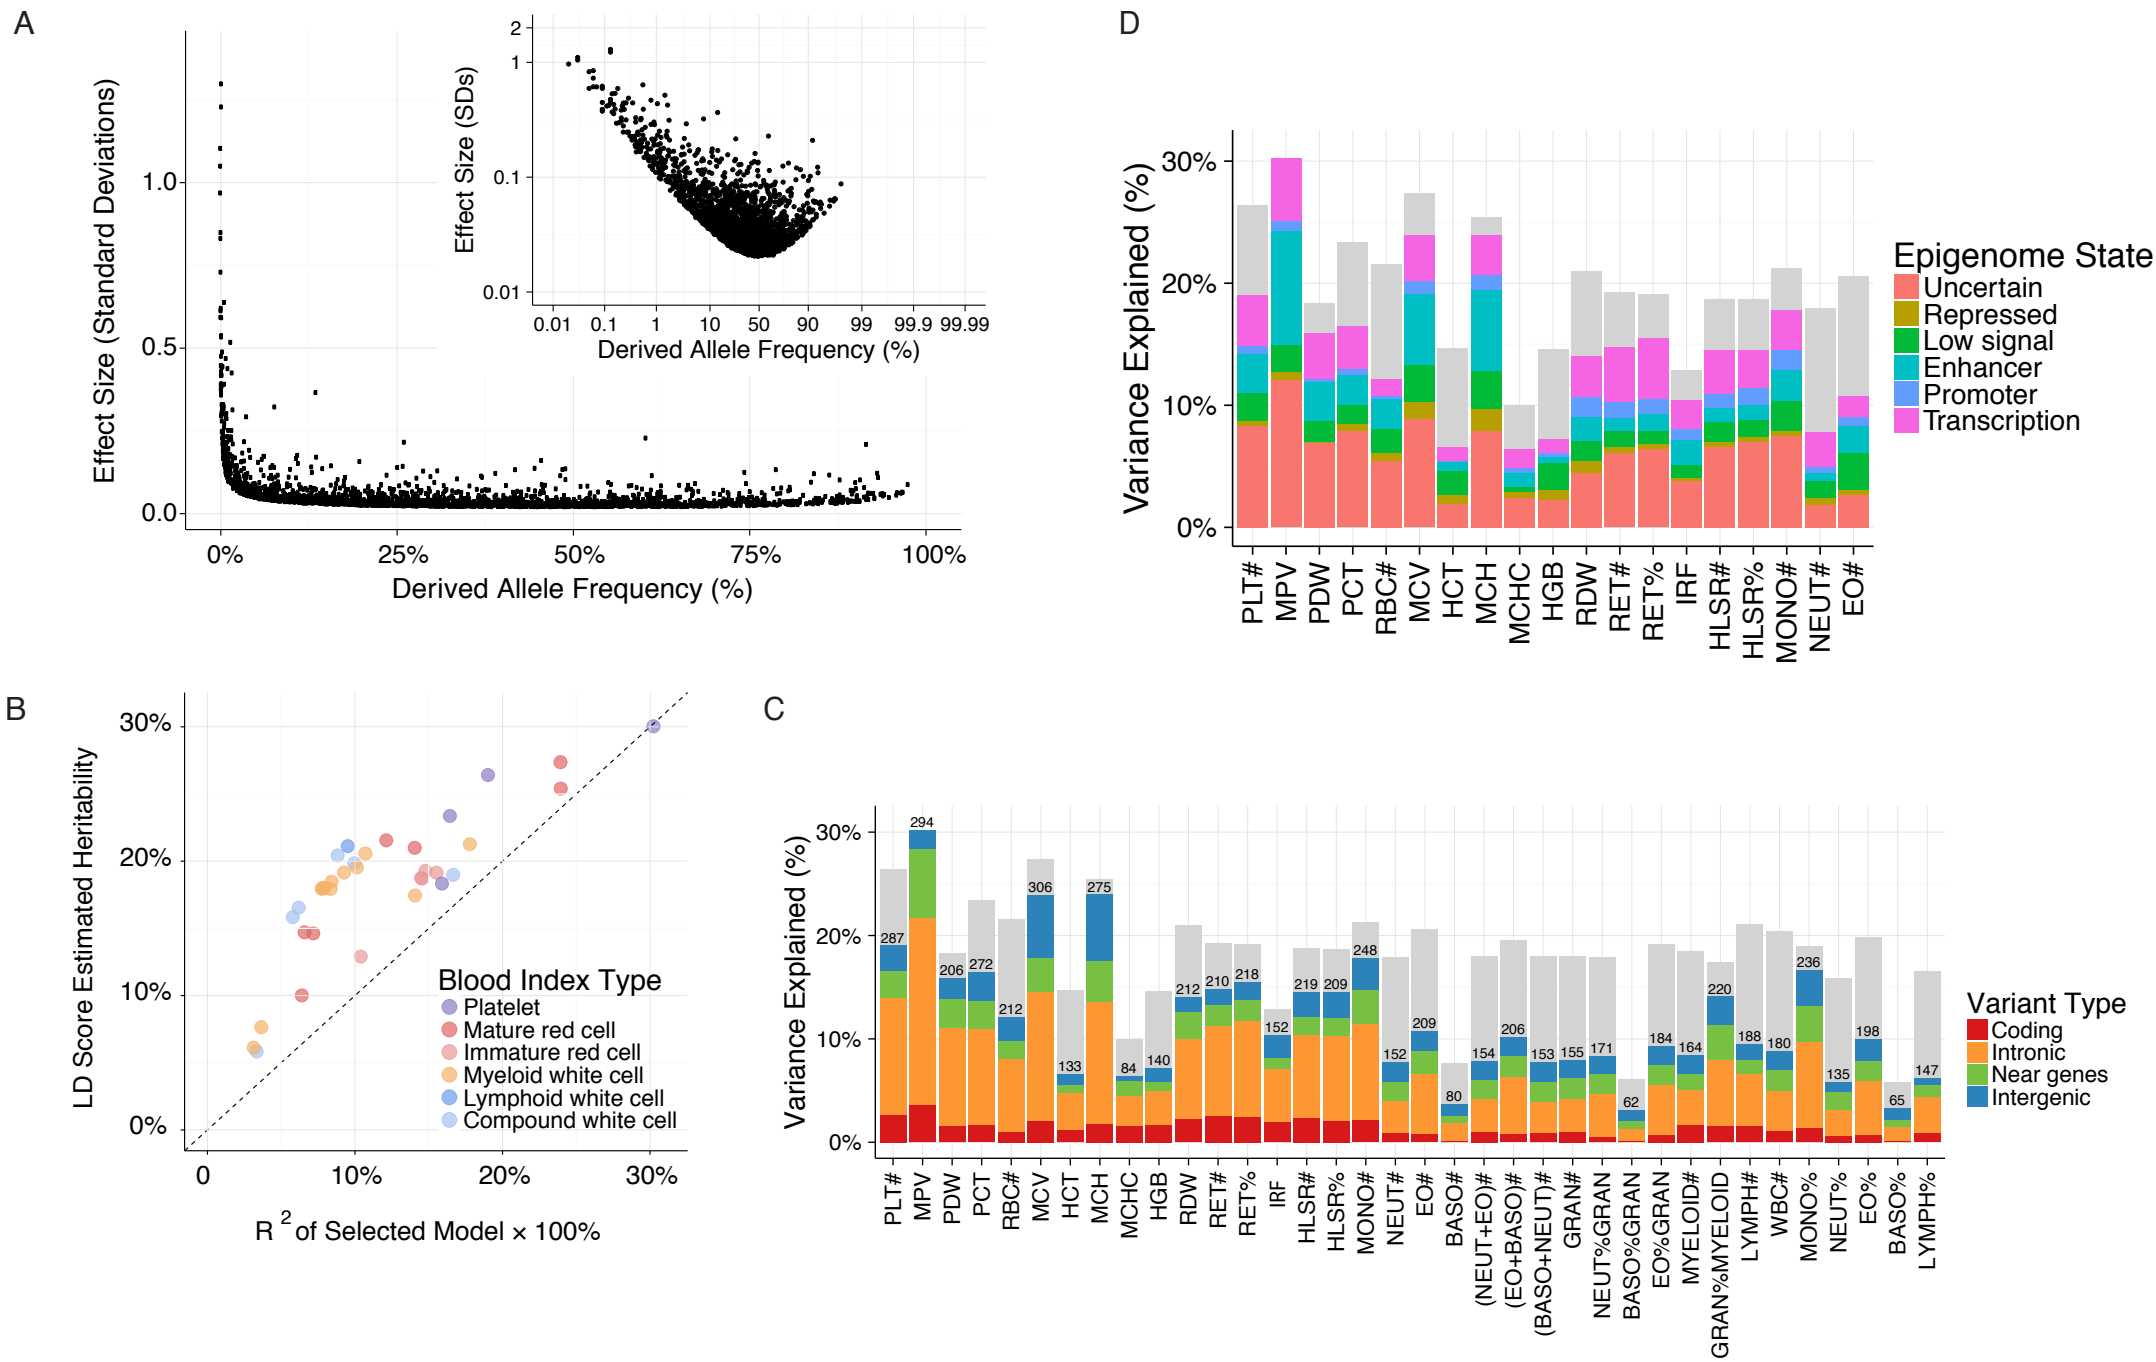 A
Effect Size (Standard Deviations)
1.0
0.5
0.0
0%
25%
50%
75%
100%
Derived Allele Frequency (%)
Effect Size (SDs)
2
1
0.1
0.01
0.01
0.1
1
10
50
90
99
99.9
99.99
Derived Allele Frequency (%)
D
Variance Explained (%)
30%
20%
10%
0%
PLT#
MPV
PDW
PCT
RBC#
MCV
HCT
MCH
MCHC
HGB
RDW
RET#
RET%
IRF
HLSR#
HLSR%
MONO#
NEUT#
EO#
Epigenome State
Uncertain
Repressed
Low signal
Enhancer
Promoter
Transcription
B
LD Score Estimated Heritability
30%
20%
10%
0%
0
10%
20%
30%
R 2 of Selected Model × 100%
Blood Index Type
Platelet
Mature red cell
Immature red cell
Myeloid white cell
Lymphoid white cell
Compound white cell
C
Variance Explained (%)
30%
20%
10%
0%
287
294
206
272
212
306
133
275
84
140
212
210
218
152
219
209
248
152
209
80
154
206
153
155
171
62
184
164
220
188
180
236
135
198
65
147
PLT#
MPV
PDW
PCT
RBC#
MCV
HCT
MCH
MCHC
HGB
RDW
RET#
RET%
IRF
HLSR#
HLSR%
MONO#
NEUT#
EO#
BASO#
(NEUT+EO)#
(EO+BASO)#
(BASO+NEUT)#
GRAN#
NEUT%GRAN
BASO%GRAN
EO%GRAN
MYELOID#
GRAN%MYELOID
LYMPH#
WBC#
MONO%
NEUT%
EO%
BASO%
LYMPH%
Variant Type
Coding
Intronic
Near genes
Intergenic